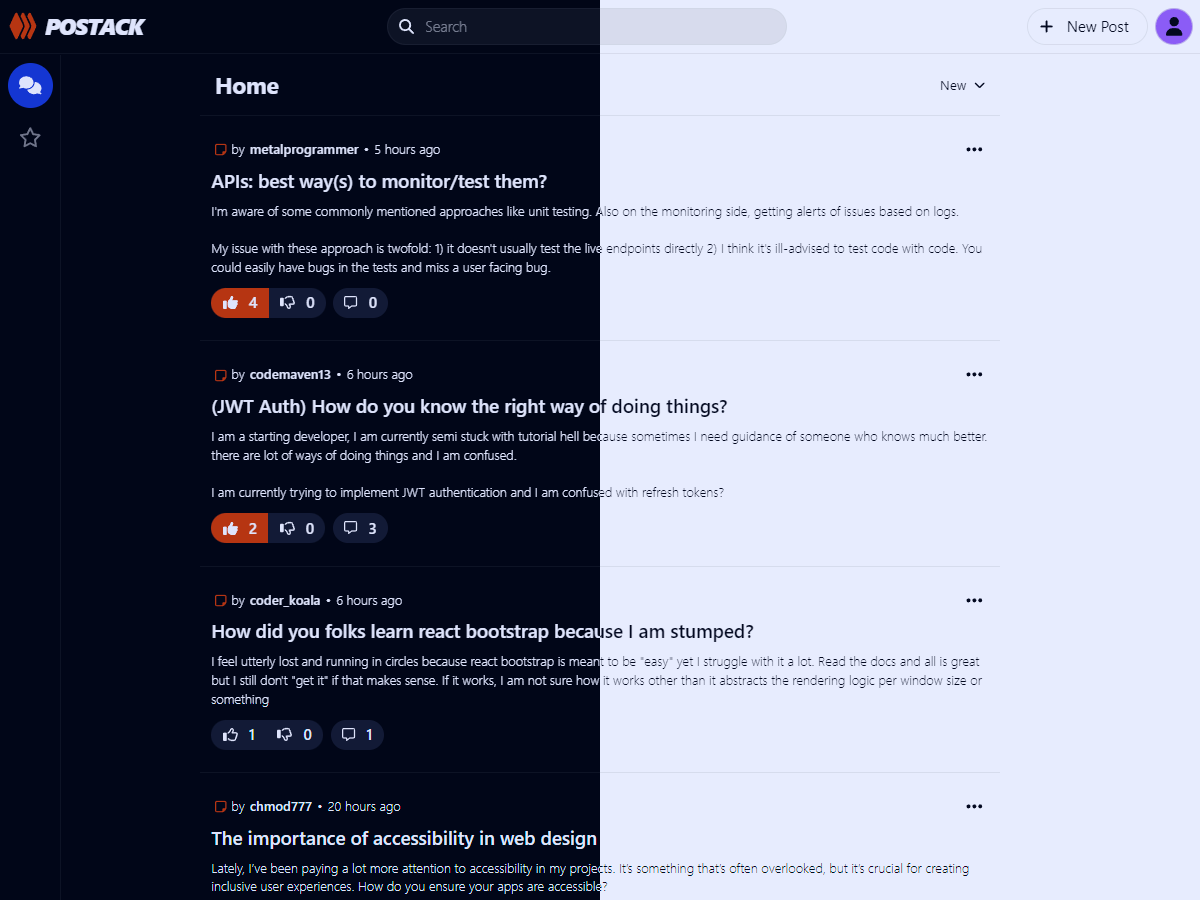 POSTACK
Search
New Post
Home
New
by metalprogrammer • 5 hours ago
APIs: best way(s) to monitor/test them?
I'm aware of some commonly mentioned approaches like unit testing. Also on the monitoring side, getting alerts of issues based on logs.
My issue with these approach is twofold: 1) it doesn't usually test the live endpoints directly 2) I think it's ill-advised to test code with code. You
could easily have bugs in the tests and miss a user facing bug.
4 0 0
by codemaven13 • 6 hours ago
(JWT Auth) How do you know the right way of doing things?
I am a starting developer, I am currently semi stuck with tutorial hell because sometimes I need guidance of someone who knows much better.
there are lot of ways of doing things and I am confused.
I am currently trying to implement JWT authentication and I am confused with refresh tokens?
2 0 3
by coder_koala • 6 hours ago
How did you folks learn react bootstrap because I am stumped?
I feel utterly lost and running in circles because react bootstrap is meant to be "easy" yet I struggle with it a lot. Read the docs and all is great
but I still don't "get it" if that makes sense. If it works, I am not sure how it works other than it abstracts the rendering logic per window size or
something
1 0 1
by chmod777 • 20 hours ago
The importance of accessibility in web design
Lately, I've been paying a lot more attention to accessibility in my projects. It's something that's often overlooked, but it's crucial for creating
inclusive user experiences. How do you ensure your apps are accessible?